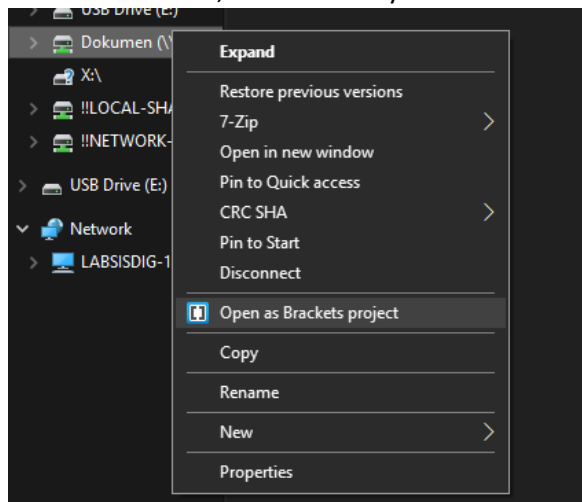 USB Drive (E:)
Dokumen (\\
X:\
!!LOCAL-SHA
!!NETWORK-
USB Drive (E:)
Network
LABSISDIG-1
Expand
Restore previous versions
7-Zip
Open in new window
Pin to Quick access
CRC SHA
Pin to Start
Disconnect
Open as Brackets project
Copy
Rename
New
Properties